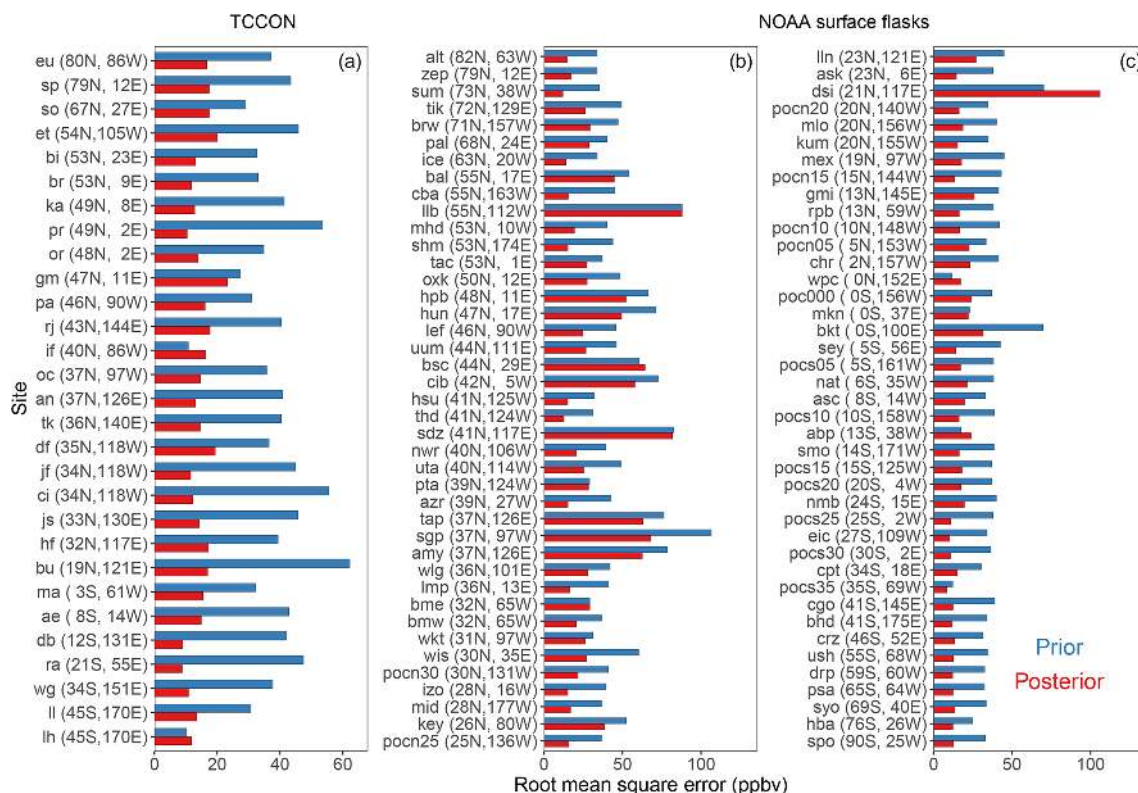 TCCON
NOAA surface flasks
(a)
eu (80N, 86W)
sp (79N, 12E)
so (67N, 27E)
et (54N,105W)
bi (53N, 23E)
br (53N, 9E)
ka (49N, 8E)
pr (49N, 2E)
or (48N, 2E)
gm (47N, 11E)
pa (46N, 90W)
rj (43N,144E)
if (40N, 86W)
oc (37N, 97W)
an (37N,126E)
tk (36N,140E)
df (35N,118W)
jf (34N,118W)
ci (34N,118W)
js (33N,130E)
hf (32N,117E)
bu (19N,121E)
ma ( 3S, 61W)
ae ( 8S, 14W)
db (12S,131E)
ra (21S, 55E)
wg (34S,151E)
ll (45S,170E)
lh (45S,170E)
Site
0 20 40 60
(b)
alt (82N, 63W)
zep (79N, 12E)
sum (73N, 38W)
tik (72N,129E)
brw (71N,157W)
pal (68N, 24E)
ice (63N, 20W)
bal (55N, 17E)
cba (55N,163W)
llb (55N,112W)
mhd (53N, 10W)
shm (53N,174E)
tac (53N, 1E)
oxk (50N, 12E)
hpb (48N, 11E)
hun (47N, 17E)
lef (46N, 90W)
uum (44N,111E)
bsc (44N, 29E)
cib (42N, 5W)
hsu (41N,125W)
thd (41N,124W)
sdz (41N,117E)
nwr (40N,106W)
uta (40N,114W)
pta (39N,124W)
azr (39N, 27W)
tap (37N,126E)
sgp (37N, 97W)
amy (37N,126E)
wlg (36N,101E)
lmp (36N, 13E)
bme (32N, 65W)
bmw (32N, 65W)
wkt (31N, 97W)
wis (30N, 35E)
pocn30 (30N,131W)
izo (28N, 16W)
mid (28N,177W)
key (26N, 80W)
pocn25 (25N,136W)
0 50 100
Root mean square error (ppbv)
(c)
lln (23N,121E)
ask (23N, 6E)
dsi (21N,117E)
pocn20 (20N,140W)
mlo (20N,156W)
kum (20N,155W)
mex (19N, 97W)
pocn15 (15N,144W)
gmi (13N,145E)
rpb (13N, 59W)
pocn10 (10N,148W)
pocn05 ( 5N,153W)
chr ( 2N,157W)
wpc ( 0N,152E)
poc000 ( 0S,156W)
mkn ( 0S, 37E)
bkt ( 0S,100E)
sey ( 5S, 56E)
pocs05 ( 5S,161W)
nat ( 6S, 35W)
asc ( 8S, 14W)
pocs10 (10S,158W)
abp (13S, 38W)
smo (14S,171W)
pocs15 (15S,125W)
pocs20 (20S, 4W)
nmb (24S, 15E)
pocs25 (25S, 2W)
eic (27S,109W)
pocs30 (30S, 2E)
cpt (34S, 18E)
pocs35 (35S, 69W)
cgo (41S,145E)
bhd (41S,175E)
crz (46S, 52E)
ush (55S, 68W)
drp (59S, 60W)
psa (65S, 64W)
syo (69S, 40E)
hba (76S, 26W)
spo (90S, 25W)
Prior
Posterior
0 50 100